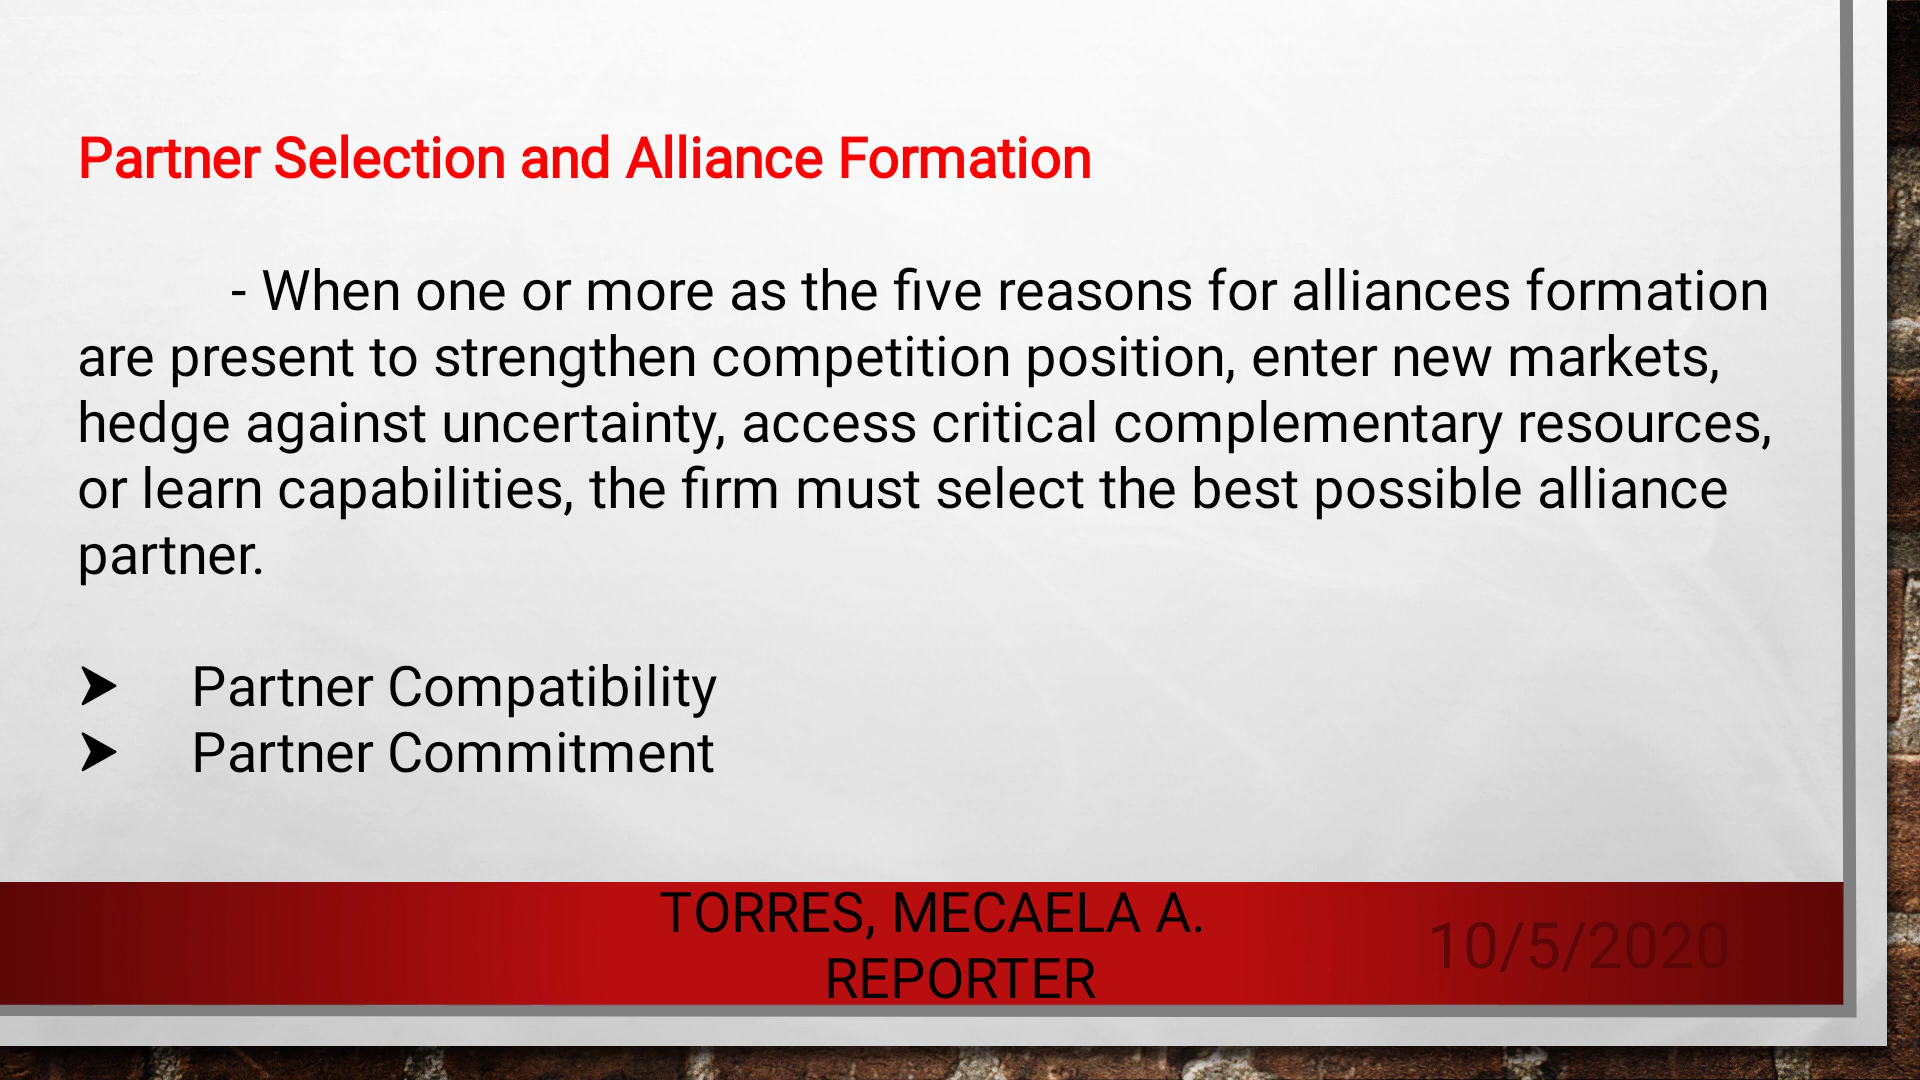 Partner Selection and Alliance Formation
- When one or more as the five reasons for alliances formation
are present to strengthen competition position, enter new markets,
hedge against uncertainty, access critical complementary resources,
or learn capabilities, the firm must select the best possible alliance
partner.
➤ Partner Compatibility
➤ Partner Commitment
TORRES, MECAELA A.
REPORTER
10/5/2020